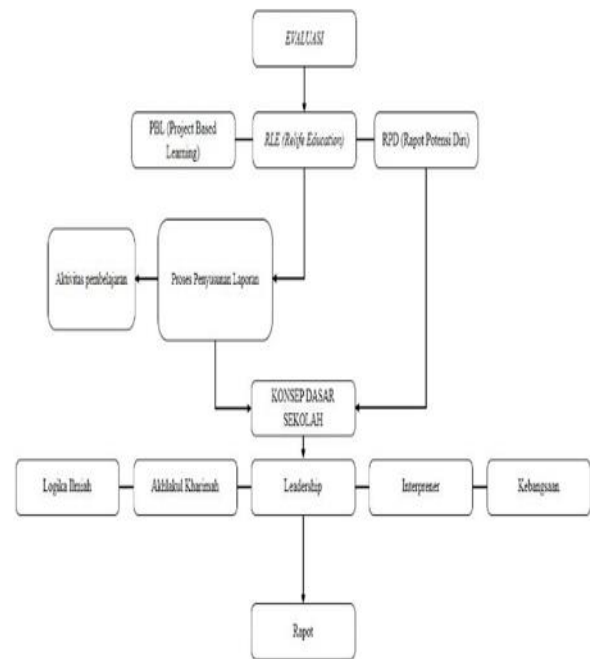 EVALUASI
PBL (Project Based
Learning)
RLE (Relife Education)
RPD (Rapot Potensi Diri)
Aktivitas pembelajaran
Proses Penyusunan Laporan
KONSEP DASAR
SEKOLAH
Logika Ilmiah
Akhlakul Kharimah
Leadership
Interprener
Kebangsaan
Rapot